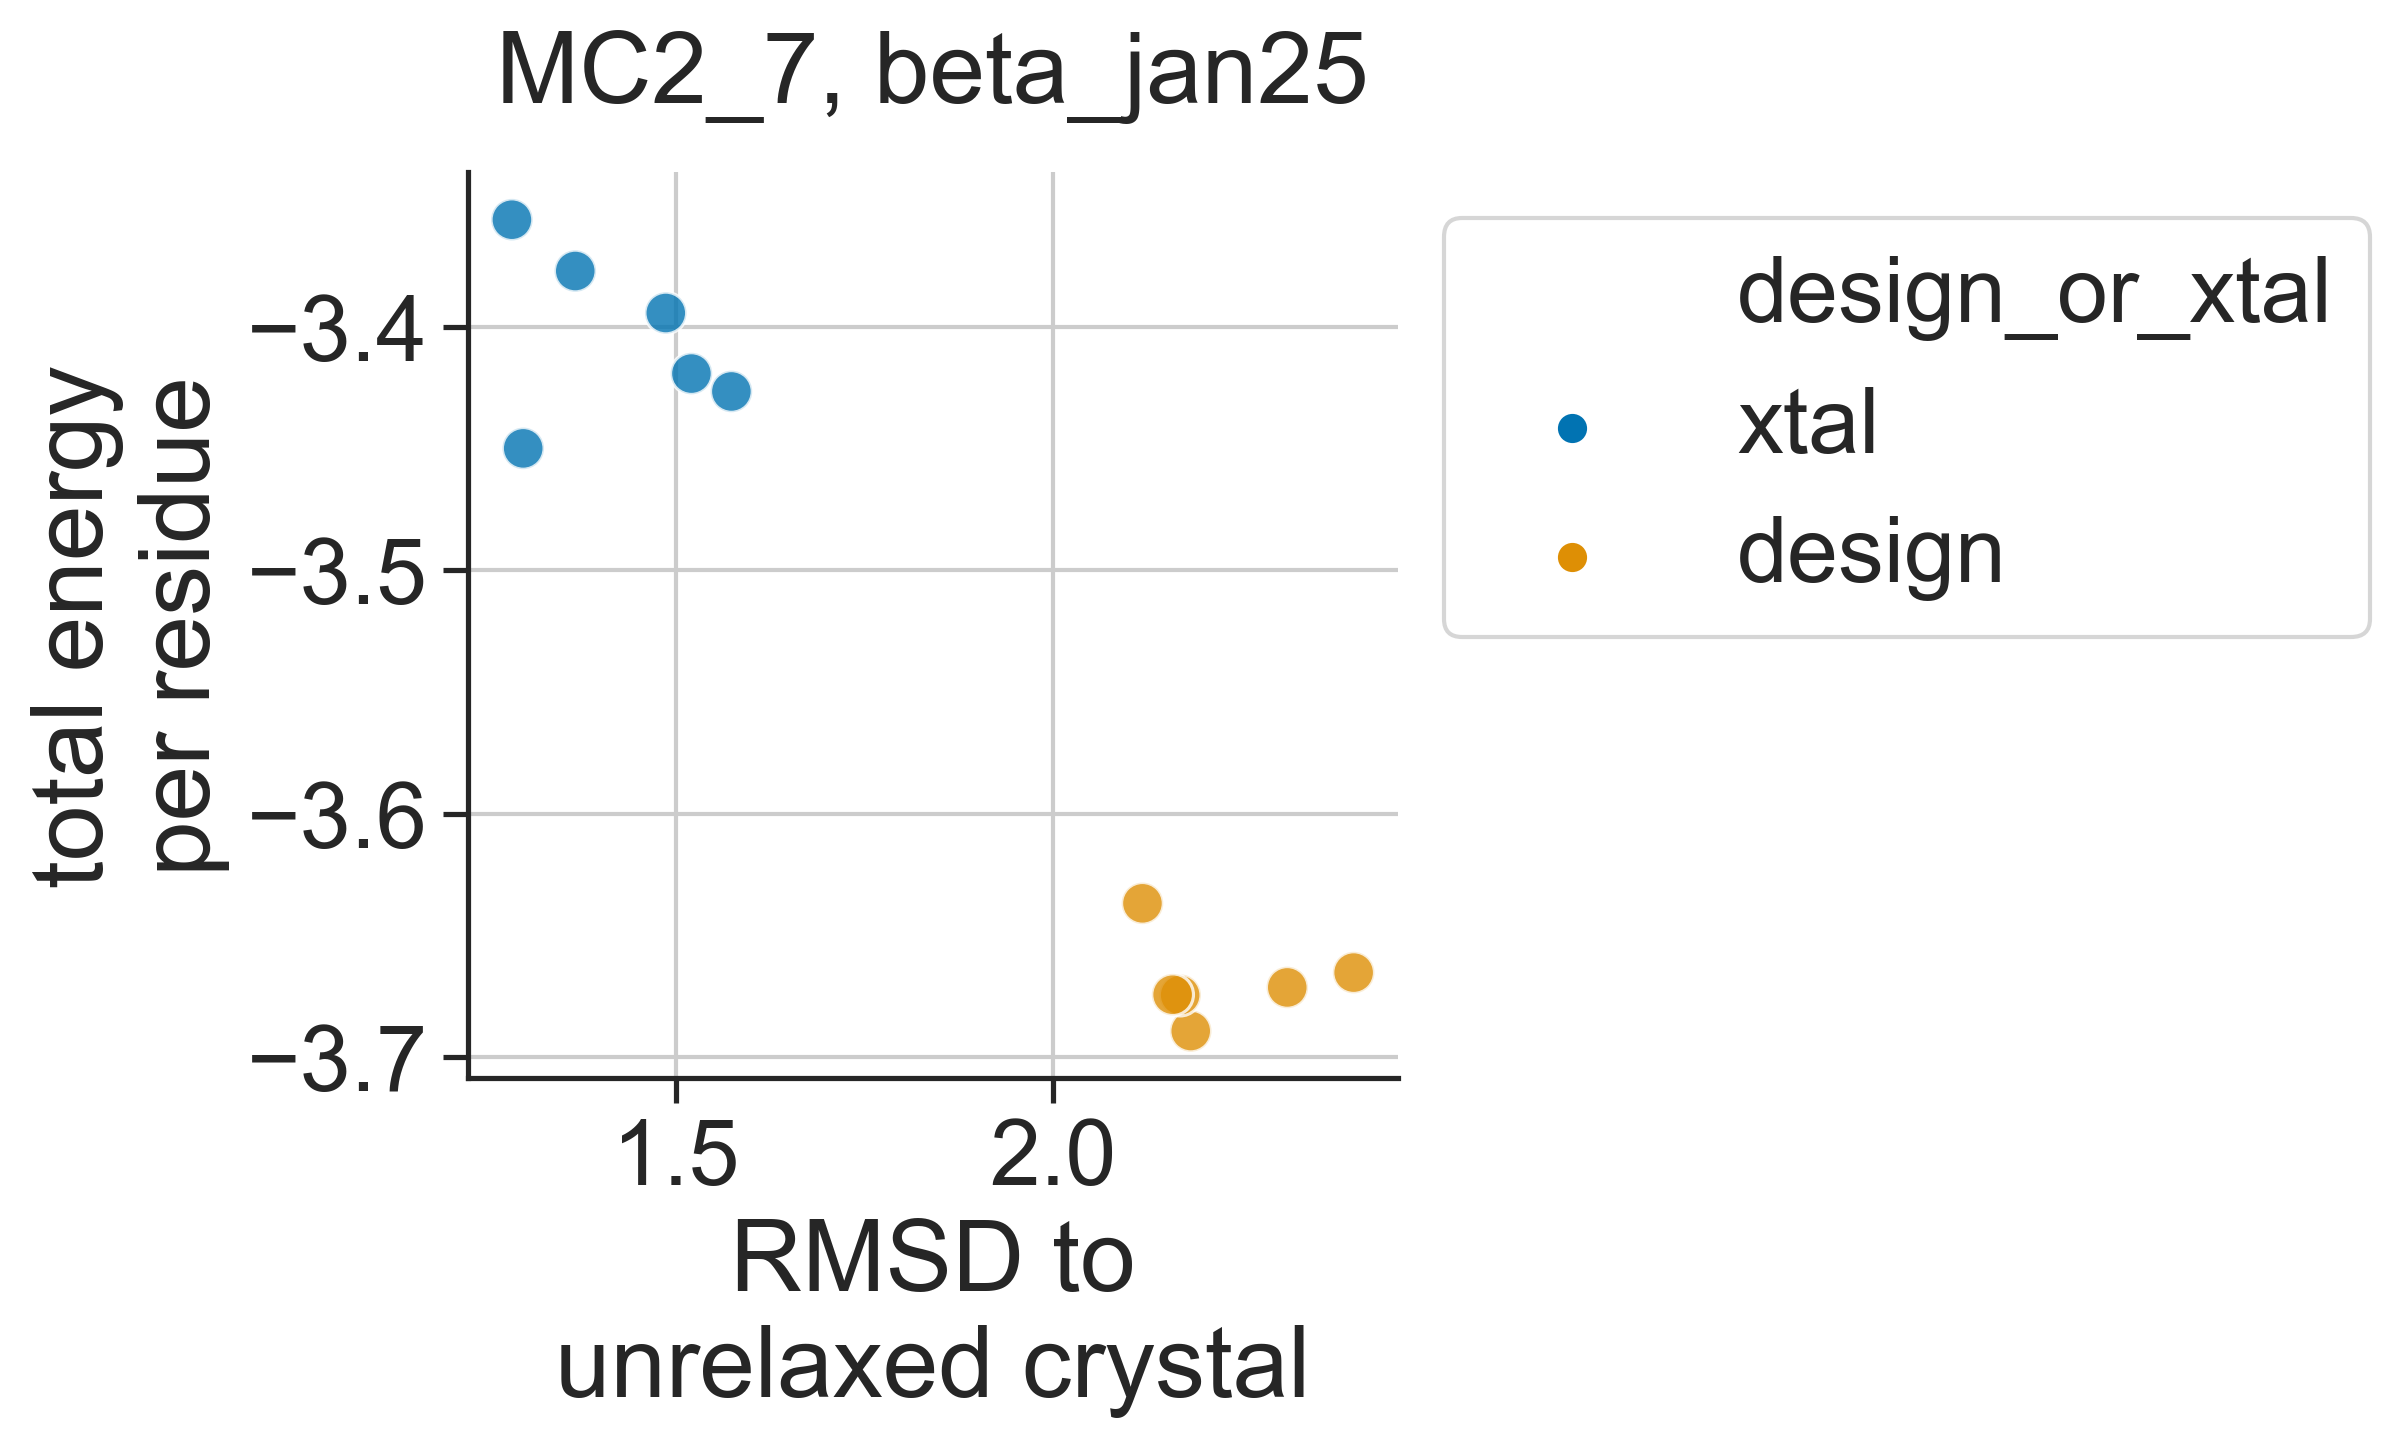 MC2_7, beta_jan25
total energy
per residue
−3.4
−3.5
−3.6
−3.7
1.5
2.0
RMSD to
unrelaxed crystal
design_or_xtal
xtal
design